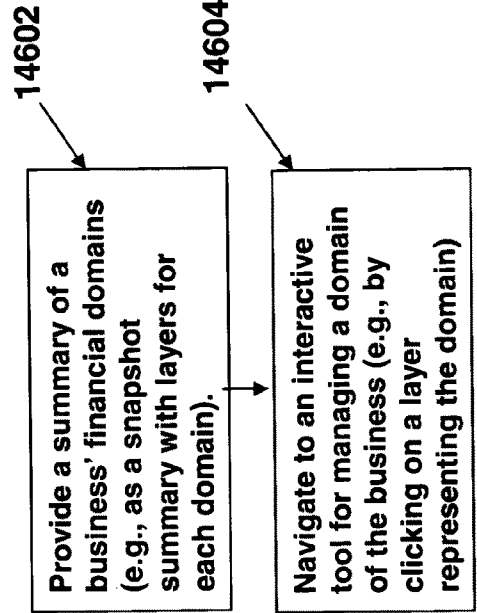 14602
Provide a summary of a
business’ financial domains
(e.g., as a snapshot
summary with layers for
each domain).
14604
Navigate to an interactive
tool for managing a domain
of the business (e.g., by
clicking on a layer
representing the domain)